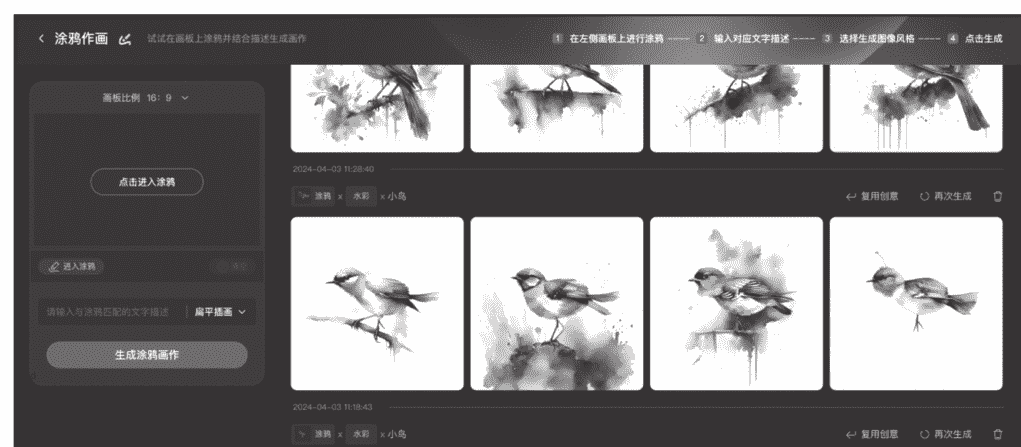 涂鸦作画 试试在画板上涂鸦并结合描述生成画作 1 在左侧画板上进行涂鸦 2 输入对应文字描述 3 选择生成图像风格 4 点击生成
画板比例 16:9
点击进入涂鸦
进入涂鸦
请输入与涂鸦匹配的文字描述 扁平插画
生成涂鸦画作
2024-04-03 11:28:40
涂鸦 x 水彩 x 小鸟 复用创意 再次生成
2024-04-03 11:18:43
涂鸦 x 水彩 x 小鸟 复用创意 再次生成